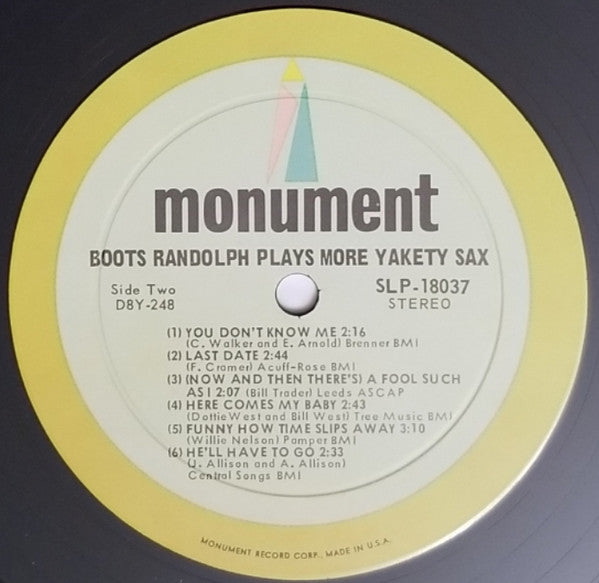 monument
BOOTS RANDOLPH PLAYS MORE YAKETY SAX
Side Two
D8Y-248
SLP-18037
STEREO
(1) YOU DON'T KNOW ME 2:16
(C. Walker and E. Arnold) Brenner BMI
(2) LAST DATE 2:44
(F. Cramer) Acuff-Rose BMI
(3) (NOW AND THEN THERE'S) A FOOL SUCH
AS I 2:07 (Bill Trader) Leeds ASCAP
(4) HERE COMES MY BABY 2:43
(Dottie West and Bill West) Tree Music BMI
(5) FUNNY HOW TIME SLIPS AWAY 3:10
(Willie Nelson) Pamper BMI
(6) HE'LL HAVE TO GO 2:33
(J. Allison and A. Allison)
Central Songs BMI
MONUMENT RECORD CORP., MADE IN U.S.A.